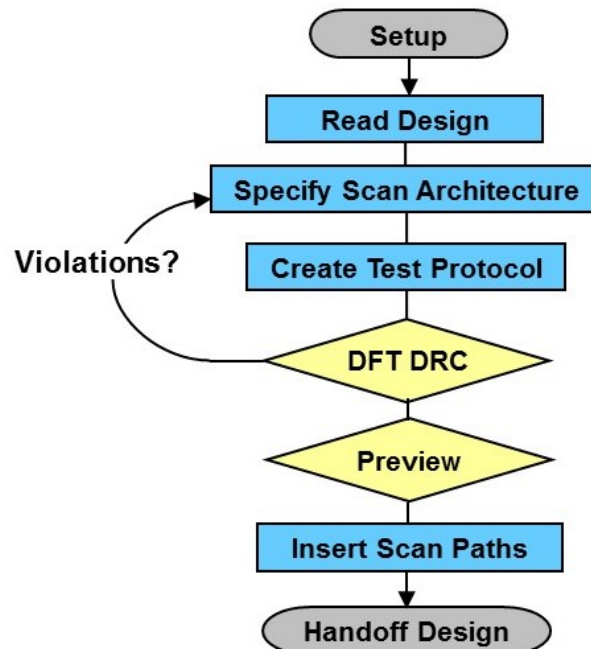 Setup
Read Design
Specify Scan Architecture
Violations?
Create Test Protocol
DFT DRC
Preview
Insert Scan Paths
Handoff Design